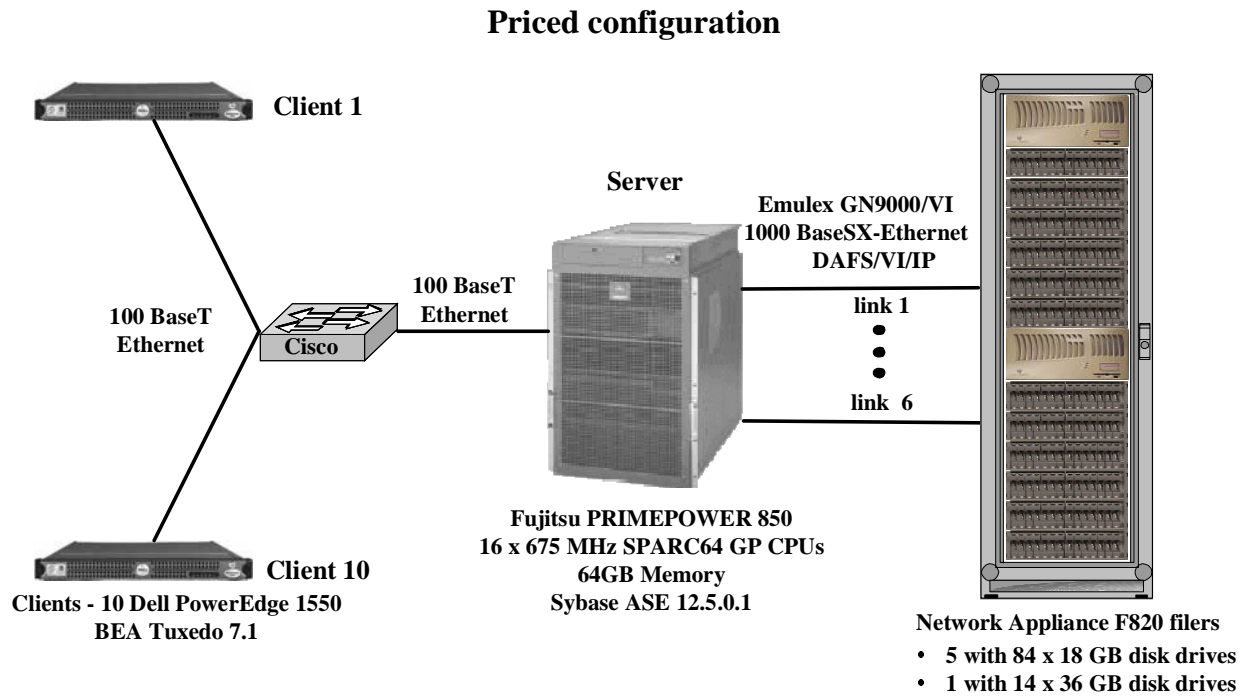 Priced configuration
Client 1
Server
Emulex GN9000/VI
1000 BaseSX-Ethernet
DAFS/VI/IP
100 BaseT
Ethernet
100 BaseT
Ethernet
link 1
Cisco
link 6
Client 10
Clients - 10 Dell PowerEdge 1550
BEA Tuxedo 7.1
Fujitsu PRIMEPOWER 850
16 x 675 MHz SPARC64 GP CPUs
64GB Memory
Sybase ASE 12.5.0.1
Network Appliance F820 filers
• 5 with 84 x 18 GB disk drives
• 1 with 14 x 36 GB disk drives